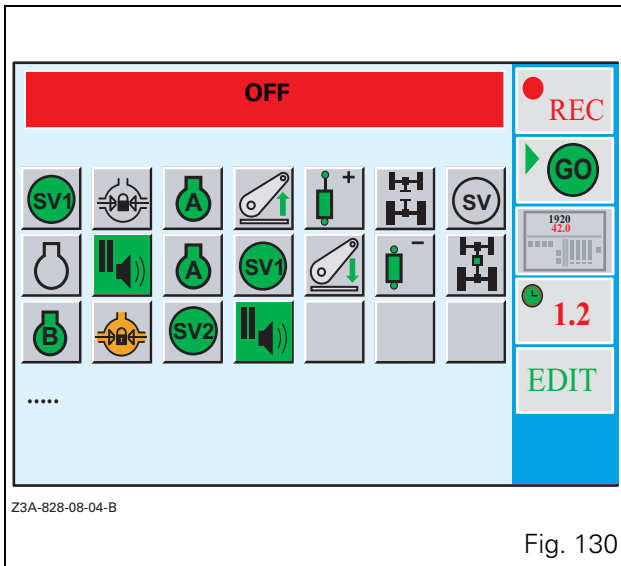 OFF
REC
GO
SV1
A
+
SV
1920
42.0
A
SV1
-
1.2
B
SV2
EDIT
.....
Z3A-828-08-04-B
Fig. 130